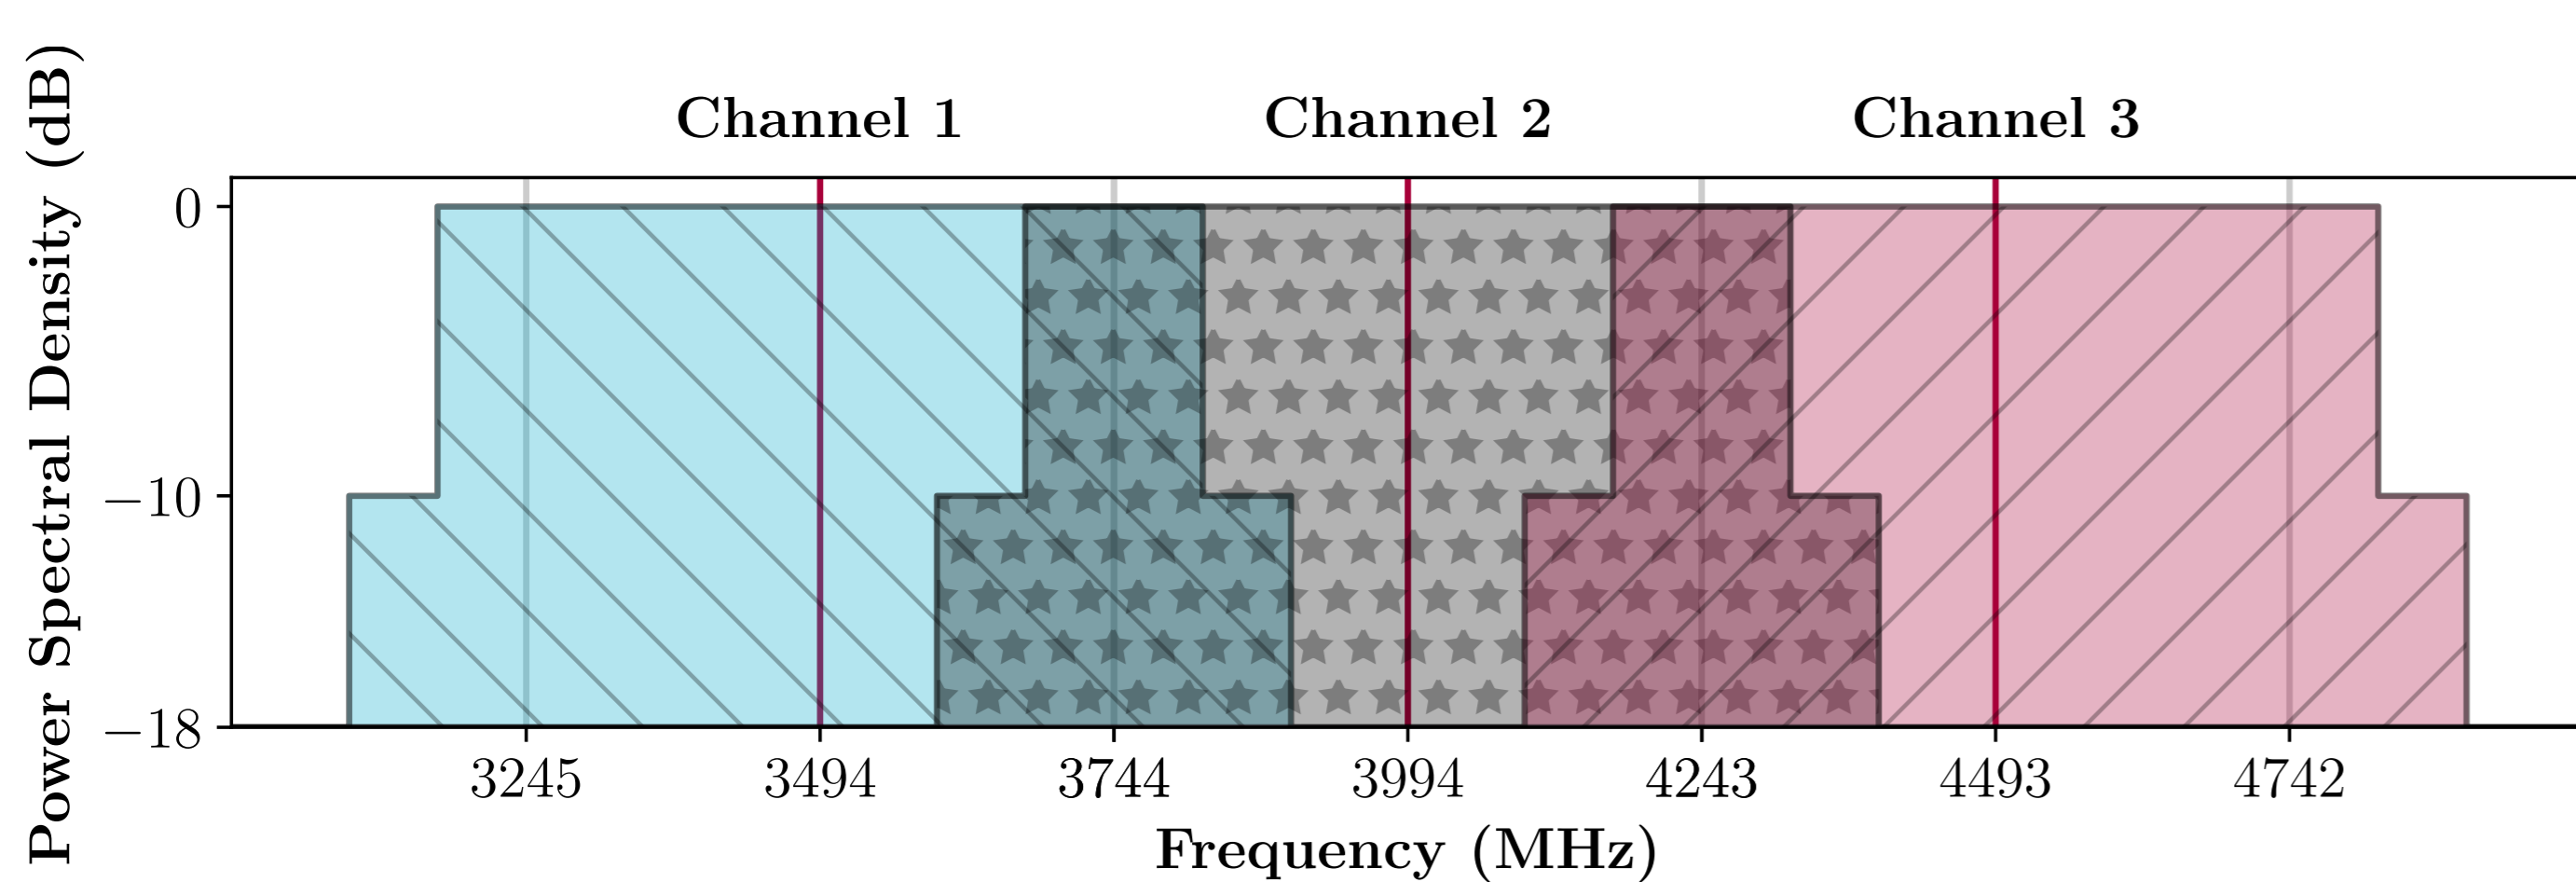 Channel 1 Channel 2 Channel 3
Power Spectral Density (dB)
0
−10
−18
3245 3494 3744 3994 4243 4493 4742
Frequency (MHz)